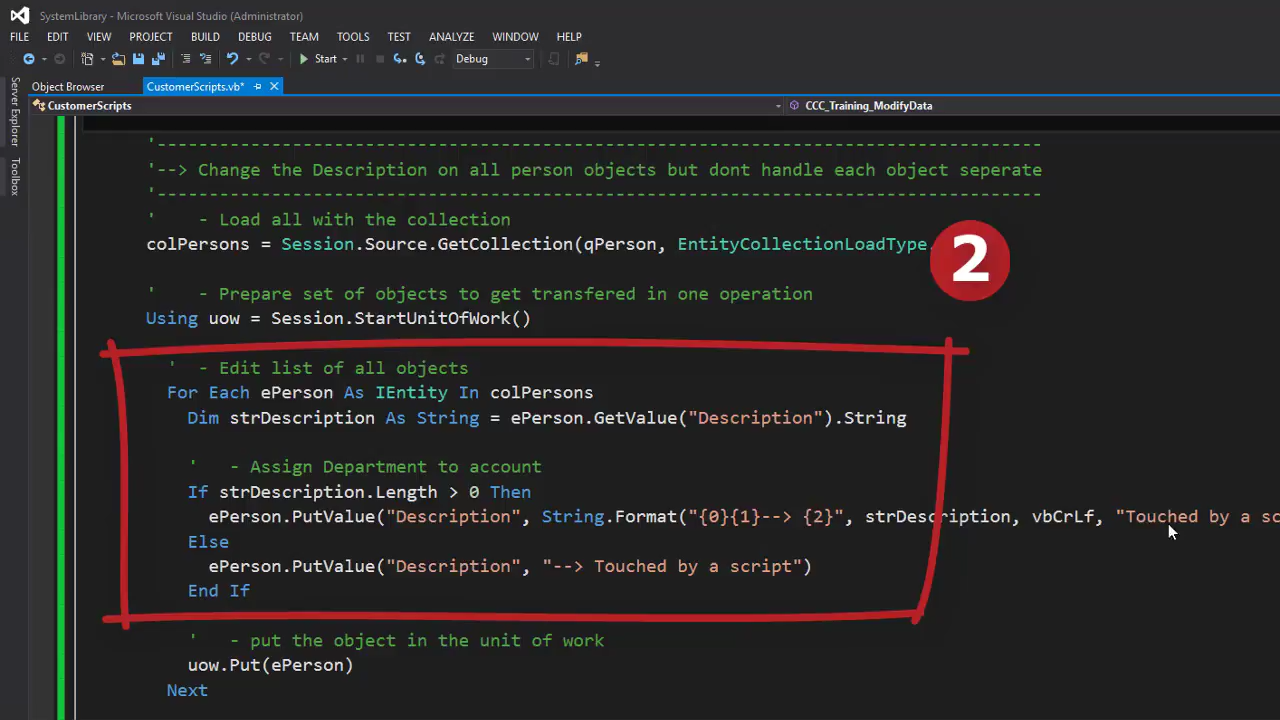 SystemLibrary - Microsoft Visual Studio (Administrator)
FILE EDIT VIEW PROJECT BUILD DEBUG TEAM TOOLS TEST ANALYZE WINDOW HELP
Start Debug
Server Explorer
Toolbox
Object Browser CustomerScripts.vb*
CustomerScripts CCC_Training_ModifyData
'-------------------------------------------------------------------------------------
'--> Change the Description on all person objects but dont handle each object seperate
'-------------------------------------------------------------------------------------
' - Load all with the collection
colPersons = Session.Source.GetCollection(qPerson, EntityCollectionLoadType.
2
' - Prepare set of objects to get transfered in one operation
Using uow = Session.StartUnitOfWork()
' - Edit list of all objects
For Each ePerson As IEntity In colPersons
Dim strDescription As String = ePerson.GetValue("Description").String
' - Assign Department to account
If strDescription.Length > 0 Then
ePerson.PutValue("Description", String.Format("{0}{1}--> {2}", strDescription, vbCrLf, "Touched by a sc
Else
ePerson.PutValue("Description", "--> Touched by a script")
End If
' - put the object in the unit of work
uow.Put(ePerson)
Next